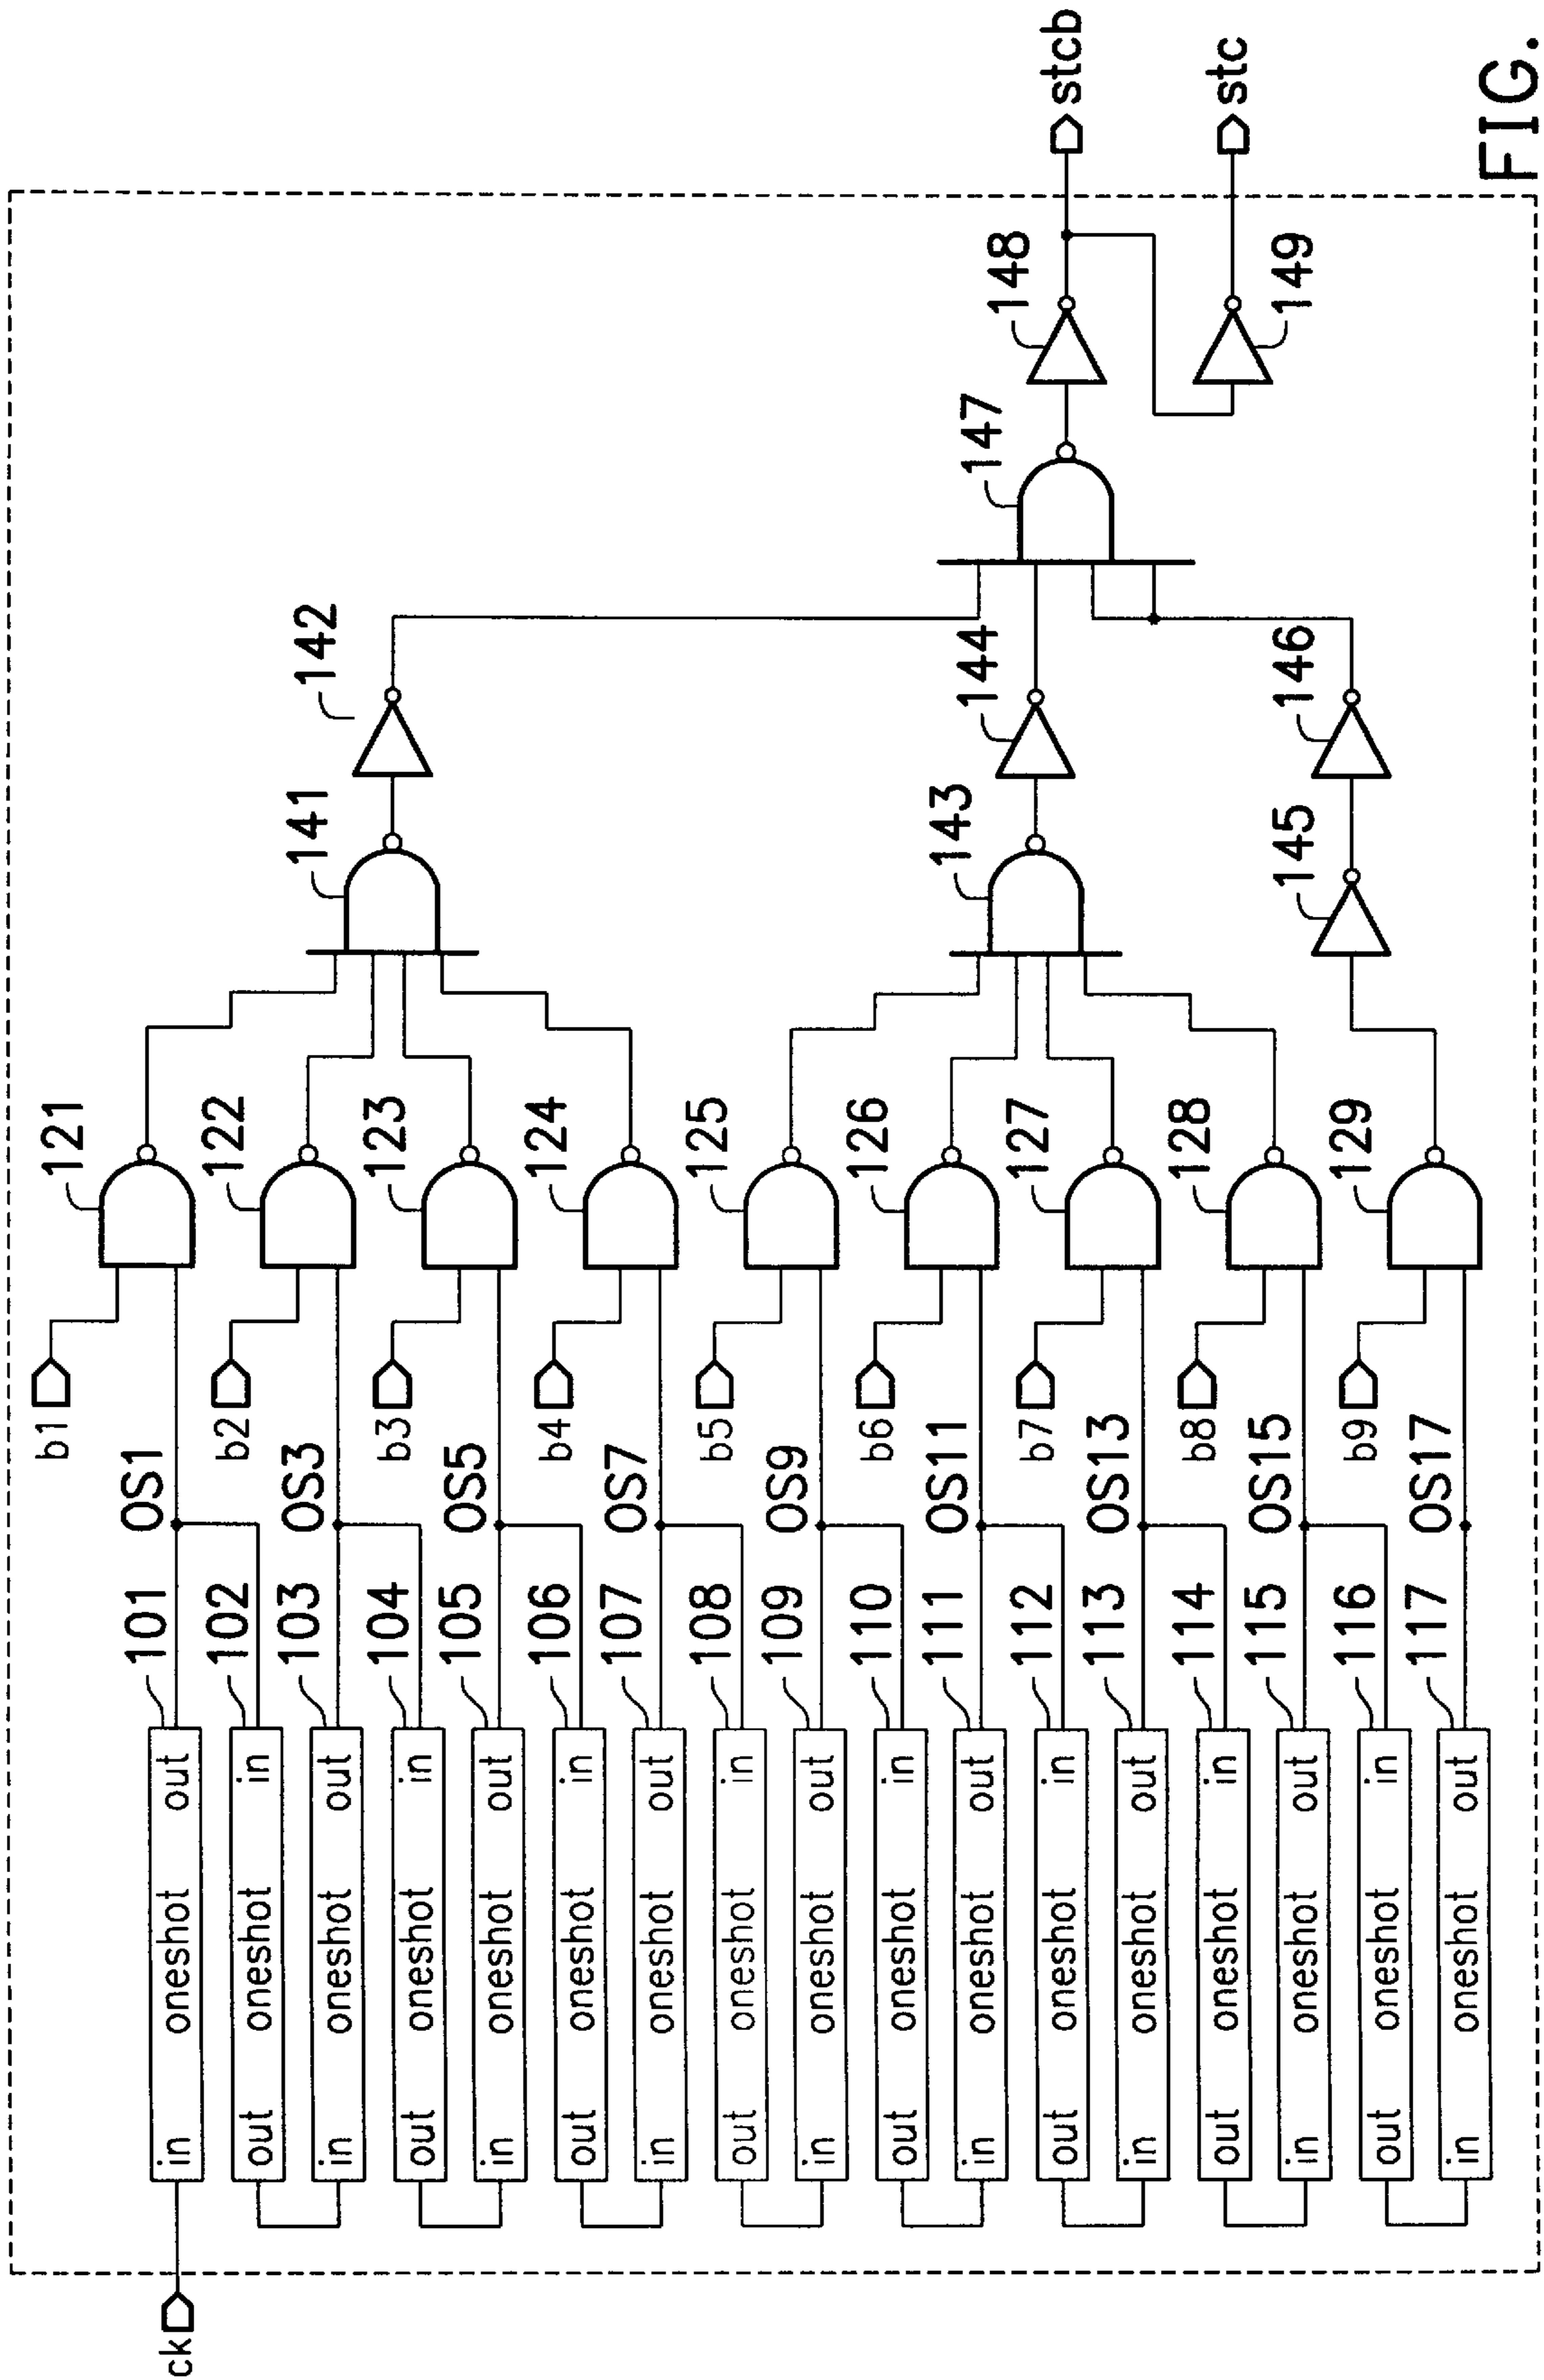 ck
in oneshot out 101 OS1
out oneshot in 102
in oneshot out 103 OS3
out oneshot in 104
in oneshot out 105 OS5
out oneshot in 106
in oneshot out 107 OS7
out oneshot in 108
in oneshot out 109 OS9
out oneshot in 110
in oneshot out 111 OS11
out oneshot in 112
in oneshot out 113 OS13
out oneshot in 114
in oneshot out 115 OS15
out oneshot in 116
in oneshot out 117 OS17
b1
b2
b3
b4
b5
b6
b7
b8
b9
121
122
123
124
125
126
127
128
129
141
142
143
144
145
146
147
148
149
stcb
stc
FIG.